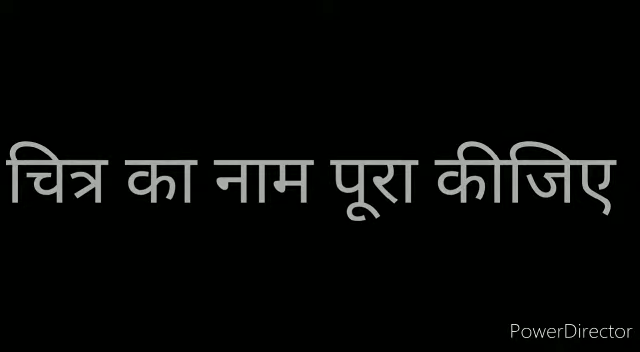 चित्र का नाम पूरा कीजिए
PowerDirector